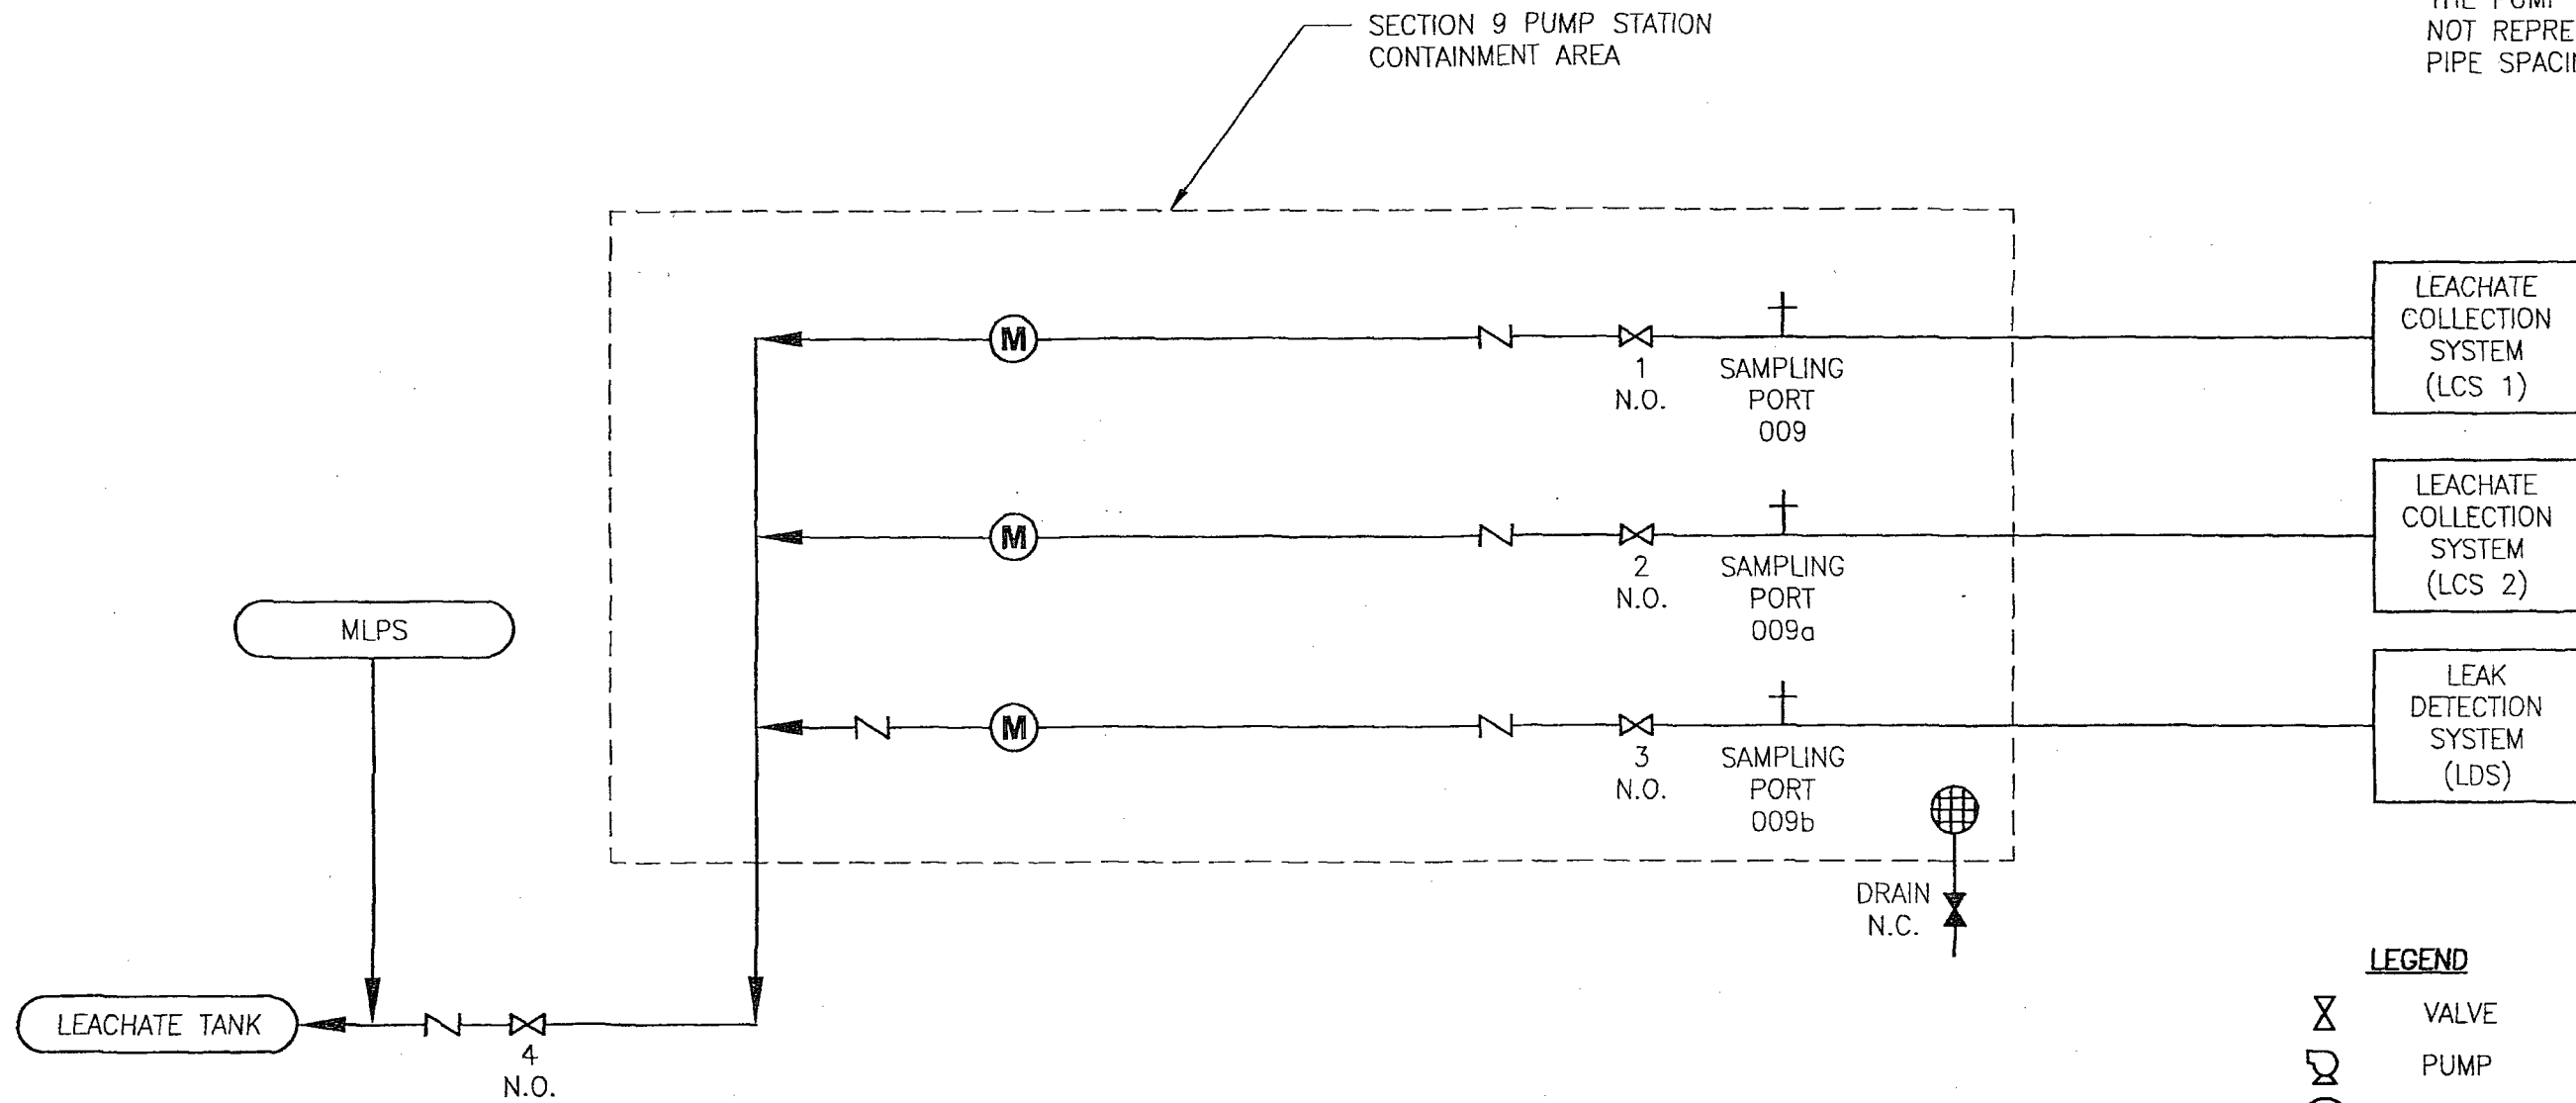 SECTION 9 PUMP STATION
CONTAINMENT AREA
THE PUMP
NOT REPRE
PIPE SPACI
LEACHATE
COLLECTION
SYSTEM
(LCS 1)
M
1
N.O.
SAMPLING
PORT
009
LEACHATE
COLLECTION
SYSTEM
(LCS 2)
M
2
N.O.
SAMPLING
PORT
009a
MLPS
LEAK
DETECTION
SYSTEM
(LDS)
M
3
N.O.
SAMPLING
PORT
009b
DRAIN
N.C.
LEACHATE TANK
4
N.O.
LEGEND
VALVE
PUMP